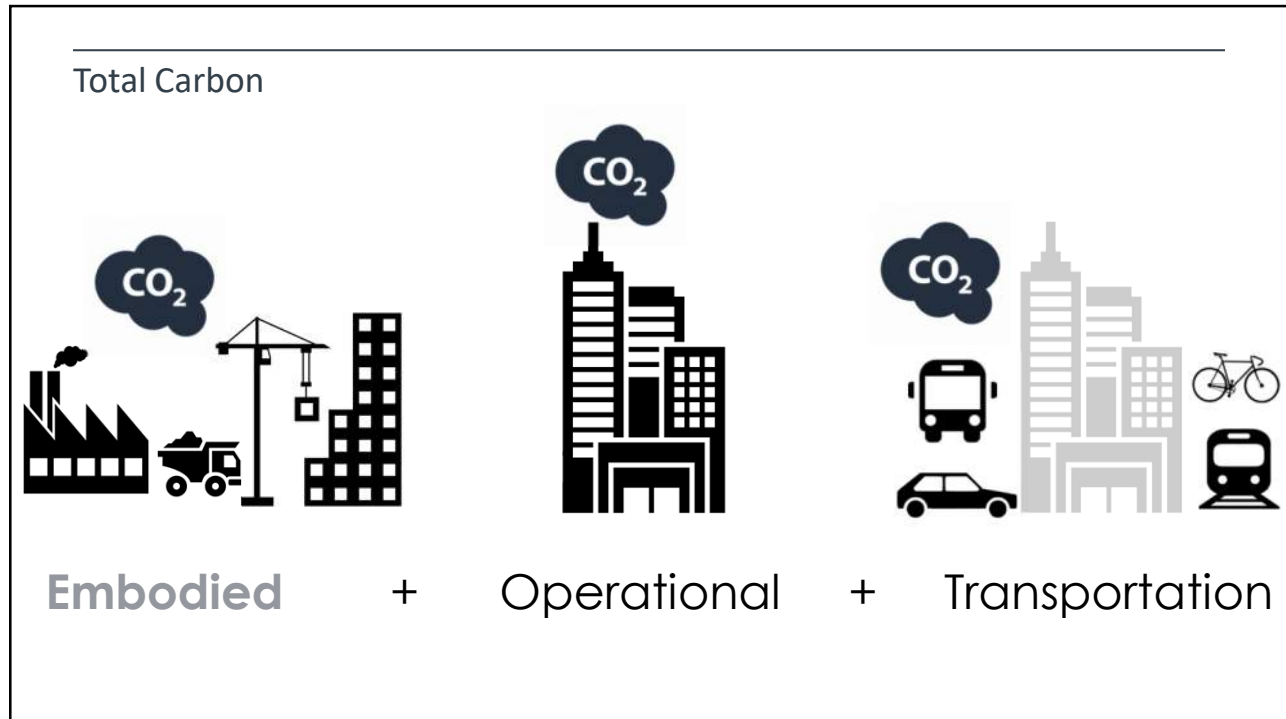 Total Carbon
CO₂
CO₂
CO₂
Embodied + Operational + Transportation